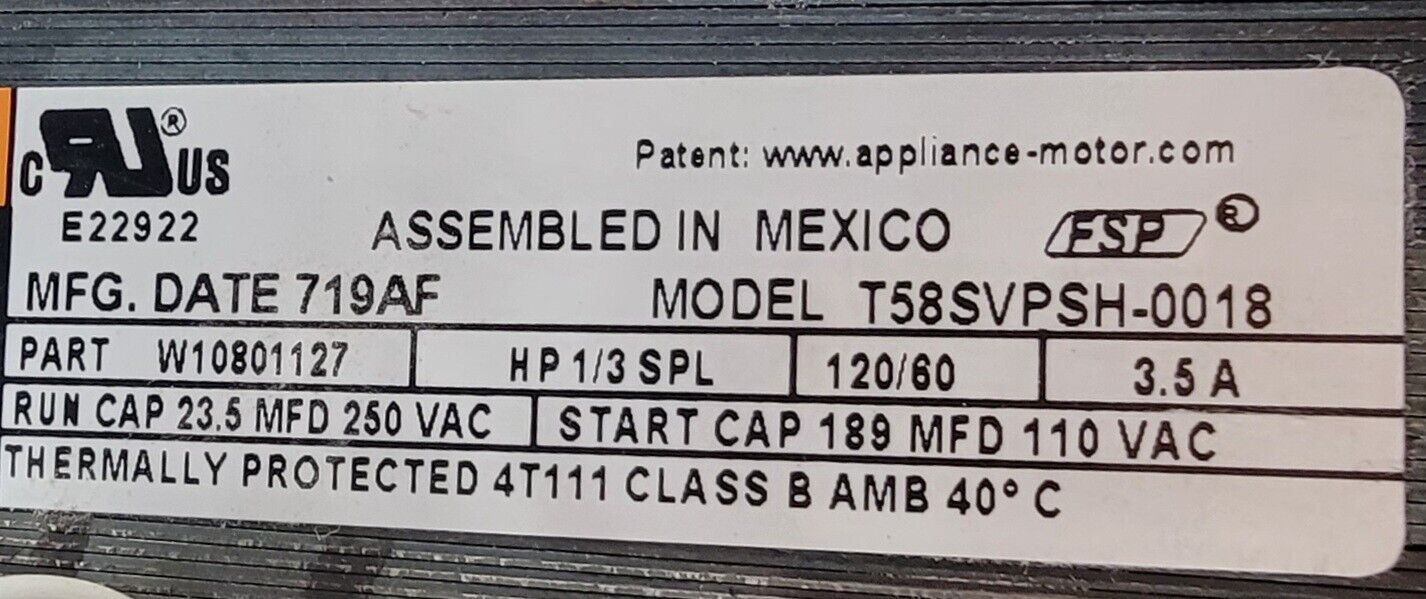 c RU ® US
Patent: www.appliance-motor.com
E22922
ASSEMBLED IN MEXICO FSP ®
MFG. DATE 719AF MODEL T58SVPSH-0018
PART W10801127 HP 1/3 SPL 120/60 3.5 A
RUN CAP 23.5 MFD 250 VAC START CAP 189 MFD 110 VAC
THERMALLY PROTECTED 4T111 CLASS B AMB 40° C